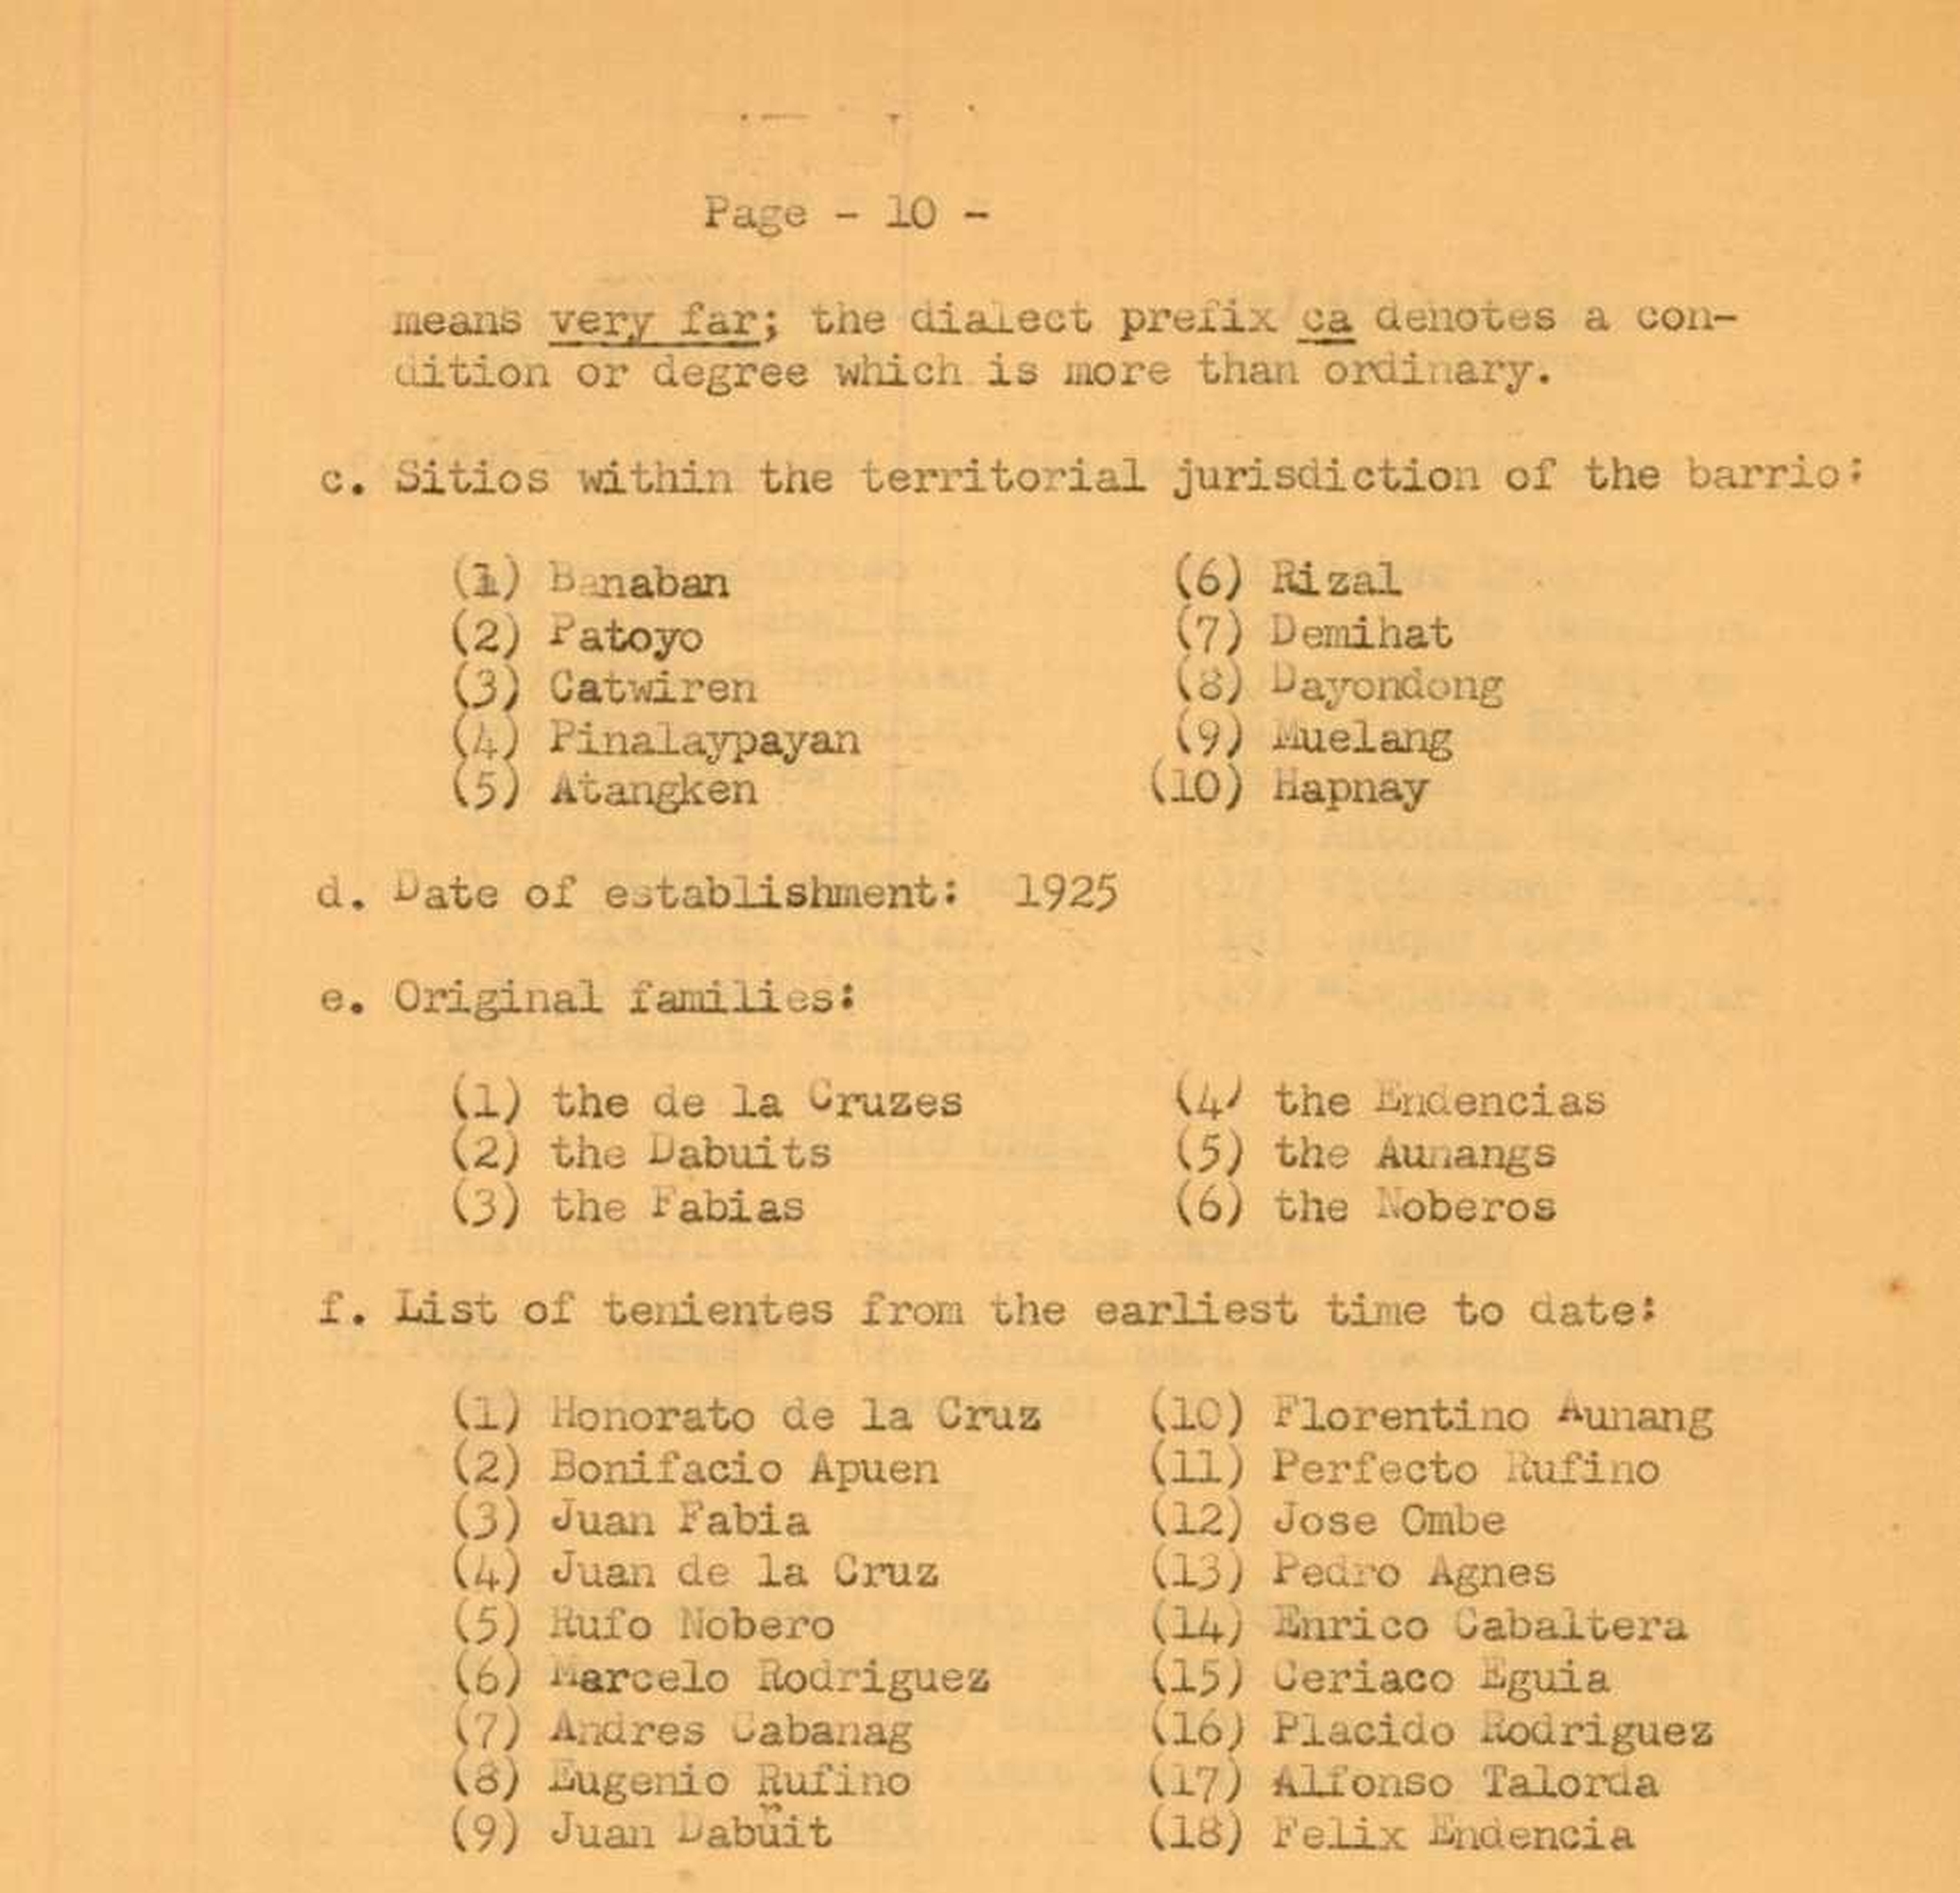 Page - 10 -
means very far; the dialect prefix ca denotes a con-
dition or degree which is more than ordinary.
c. Sitios within the territorial jurisdiction of the barrio:
(1) Banaban
(2) Patoyo
(3) Catwiren
(4) Pinalaypayan
(5) Atangken
(6) Rizal
(7) Demihat
(8) Dayondong
(9) Muelang
(10) Hapnay
d. Date of establishment: 1925
e. Original families:
(1) the de la Cruzes
(2) the Dabuits
(3) the Fabias
(4) the Endencias
(5) the Aunangs
(6) the Noberos
f. List of tenientes from the earliest time to date:
(1) Honorato de la Cruz
(2) Bonifacio Apuen
(3) Juan Fabia
(4) Juan de la Cruz
(5) Rufo Nobero
(6) Marcelo Rodriguez
(7) Andres Cabanag
(8) Eugenio Rufino
(9) Juan Dabuit
(10) Florentino Aunang
(11) Perfecto Rufino
(12) Jose Ombe
(13) Pedro Agnes
(14) Enrico Cabaltera
(15) Ceriaco Eguia
(16) Placido Rodriguez
(17) Alfonso Talorda
(18) Felix Endencia